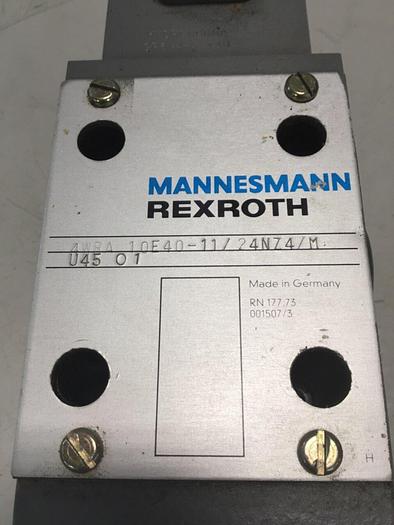 MANNESMANN
REXROTH
4WRA 10E40-11/24NZ4/M
U45 01
Made in Germany
RN 177.73
001507/3
H